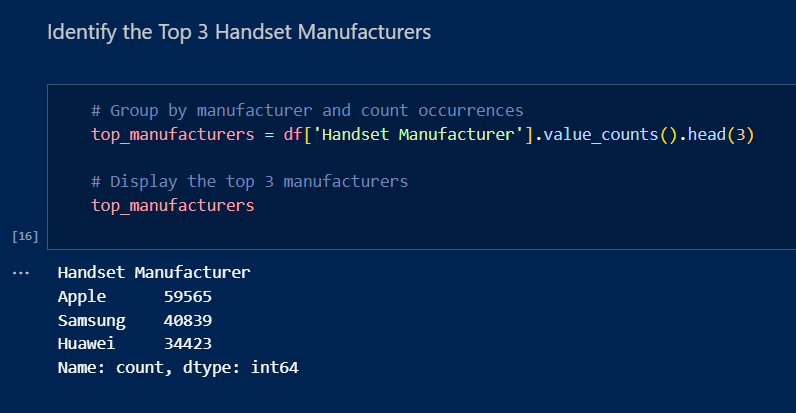 Identify the Top 3 Handset Manufacturers
# Group by manufacturer and count occurrences
top_manufacturers = df['Handset Manufacturer'].value_counts().head(3)
# Display the top 3 manufacturers
top_manufacturers
[16]
... Handset Manufacturer
Apple      59565
Samsung    40839
Huawei     34423
Name: count, dtype: int64